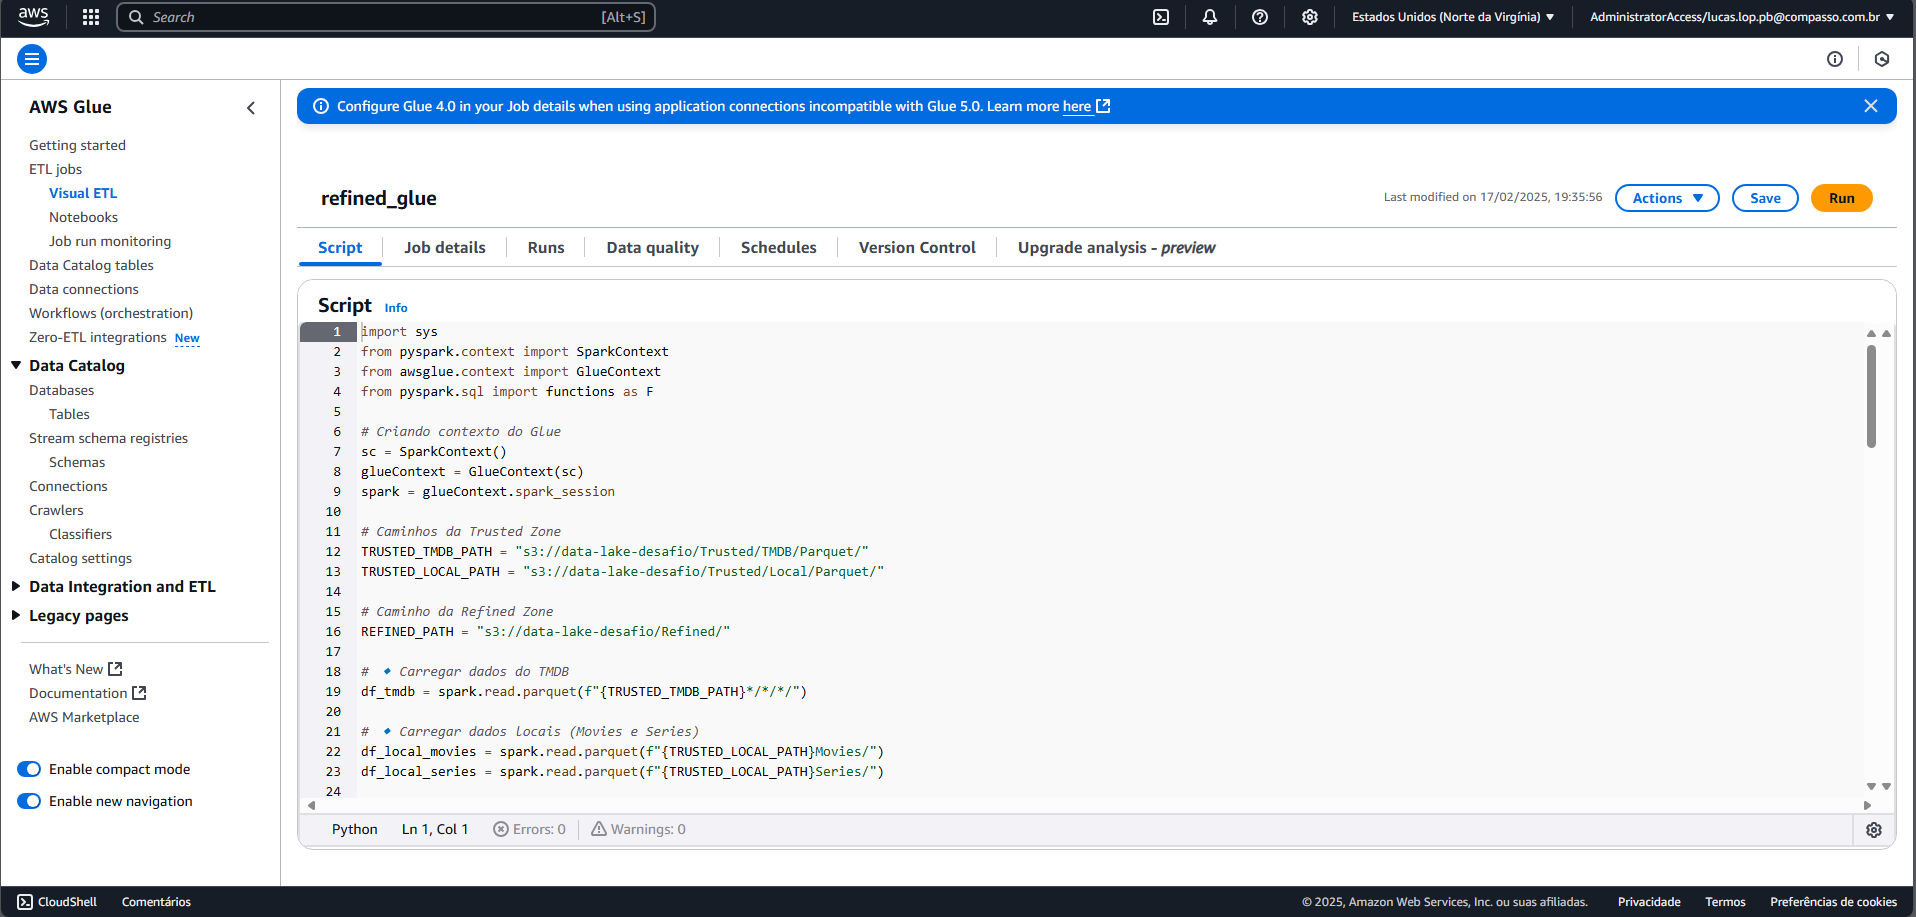 aws
Search [Alt+S]
Estados Unidos (Norte da Virgínia)
AdministratorAccess/lucas.lop.pb@compasso.com.br
AWS Glue
Getting started
ETL jobs
Visual ETL
Notebooks
Job run monitoring
Data Catalog tables
Data connections
Workflows (orchestration)
Zero-ETL integrations New
Data Catalog
Databases
Tables
Stream schema registries
Schemas
Connections
Crawlers
Classifiers
Catalog settings
Data Integration and ETL
Legacy pages
What's New
Documentation
AWS Marketplace
Enable compact mode
Enable new navigation
Configure Glue 4.0 in your Job details when using application connections incompatible with Glue 5.0. Learn more here
refined_glue
Last modified on 17/02/2025, 19:35:56
Actions
Save
Run
Script
Job details
Runs
Data quality
Schedules
Version Control
Upgrade analysis - preview
Script Info
1 import sys
2 from pyspark.context import SparkContext
3 from awsglue.context import GlueContext
4 from pyspark.sql import functions as F
5
6 # Criando contexto do Glue
7 sc = SparkContext()
8 glueContext = GlueContext(sc)
9 spark = glueContext.spark_session
10
11 # Caminhos da Trusted Zone
12 TRUSTED_TMDB_PATH = "s3://data-lake-desafio/Trusted/TMDB/Parquet/"
13 TRUSTED_LOCAL_PATH = "s3://data-lake-desafio/Trusted/Local/Parquet/"
14
15 # Caminho da Refined Zone
16 REFINED_PATH = "s3://data-lake-desafio/Refined/"
17
18 # 🔹 Carregar dados do TMDB
19 df_tmdb = spark.read.parquet(f"{TRUSTED_TMDB_PATH}*/*/*/")
20
21 # 🔹 Carregar dados locais (Movies e Series)
22 df_local_movies = spark.read.parquet(f"{TRUSTED_LOCAL_PATH}Movies/")
23 df_local_series = spark.read.parquet(f"{TRUSTED_LOCAL_PATH}Series/")
24
Python Ln 1, Col 1 Errors: 0 Warnings: 0
CloudShell
Comentários
© 2025, Amazon Web Services, Inc. ou suas afiliadas.
Privacidade
Termos
Preferências de cookies